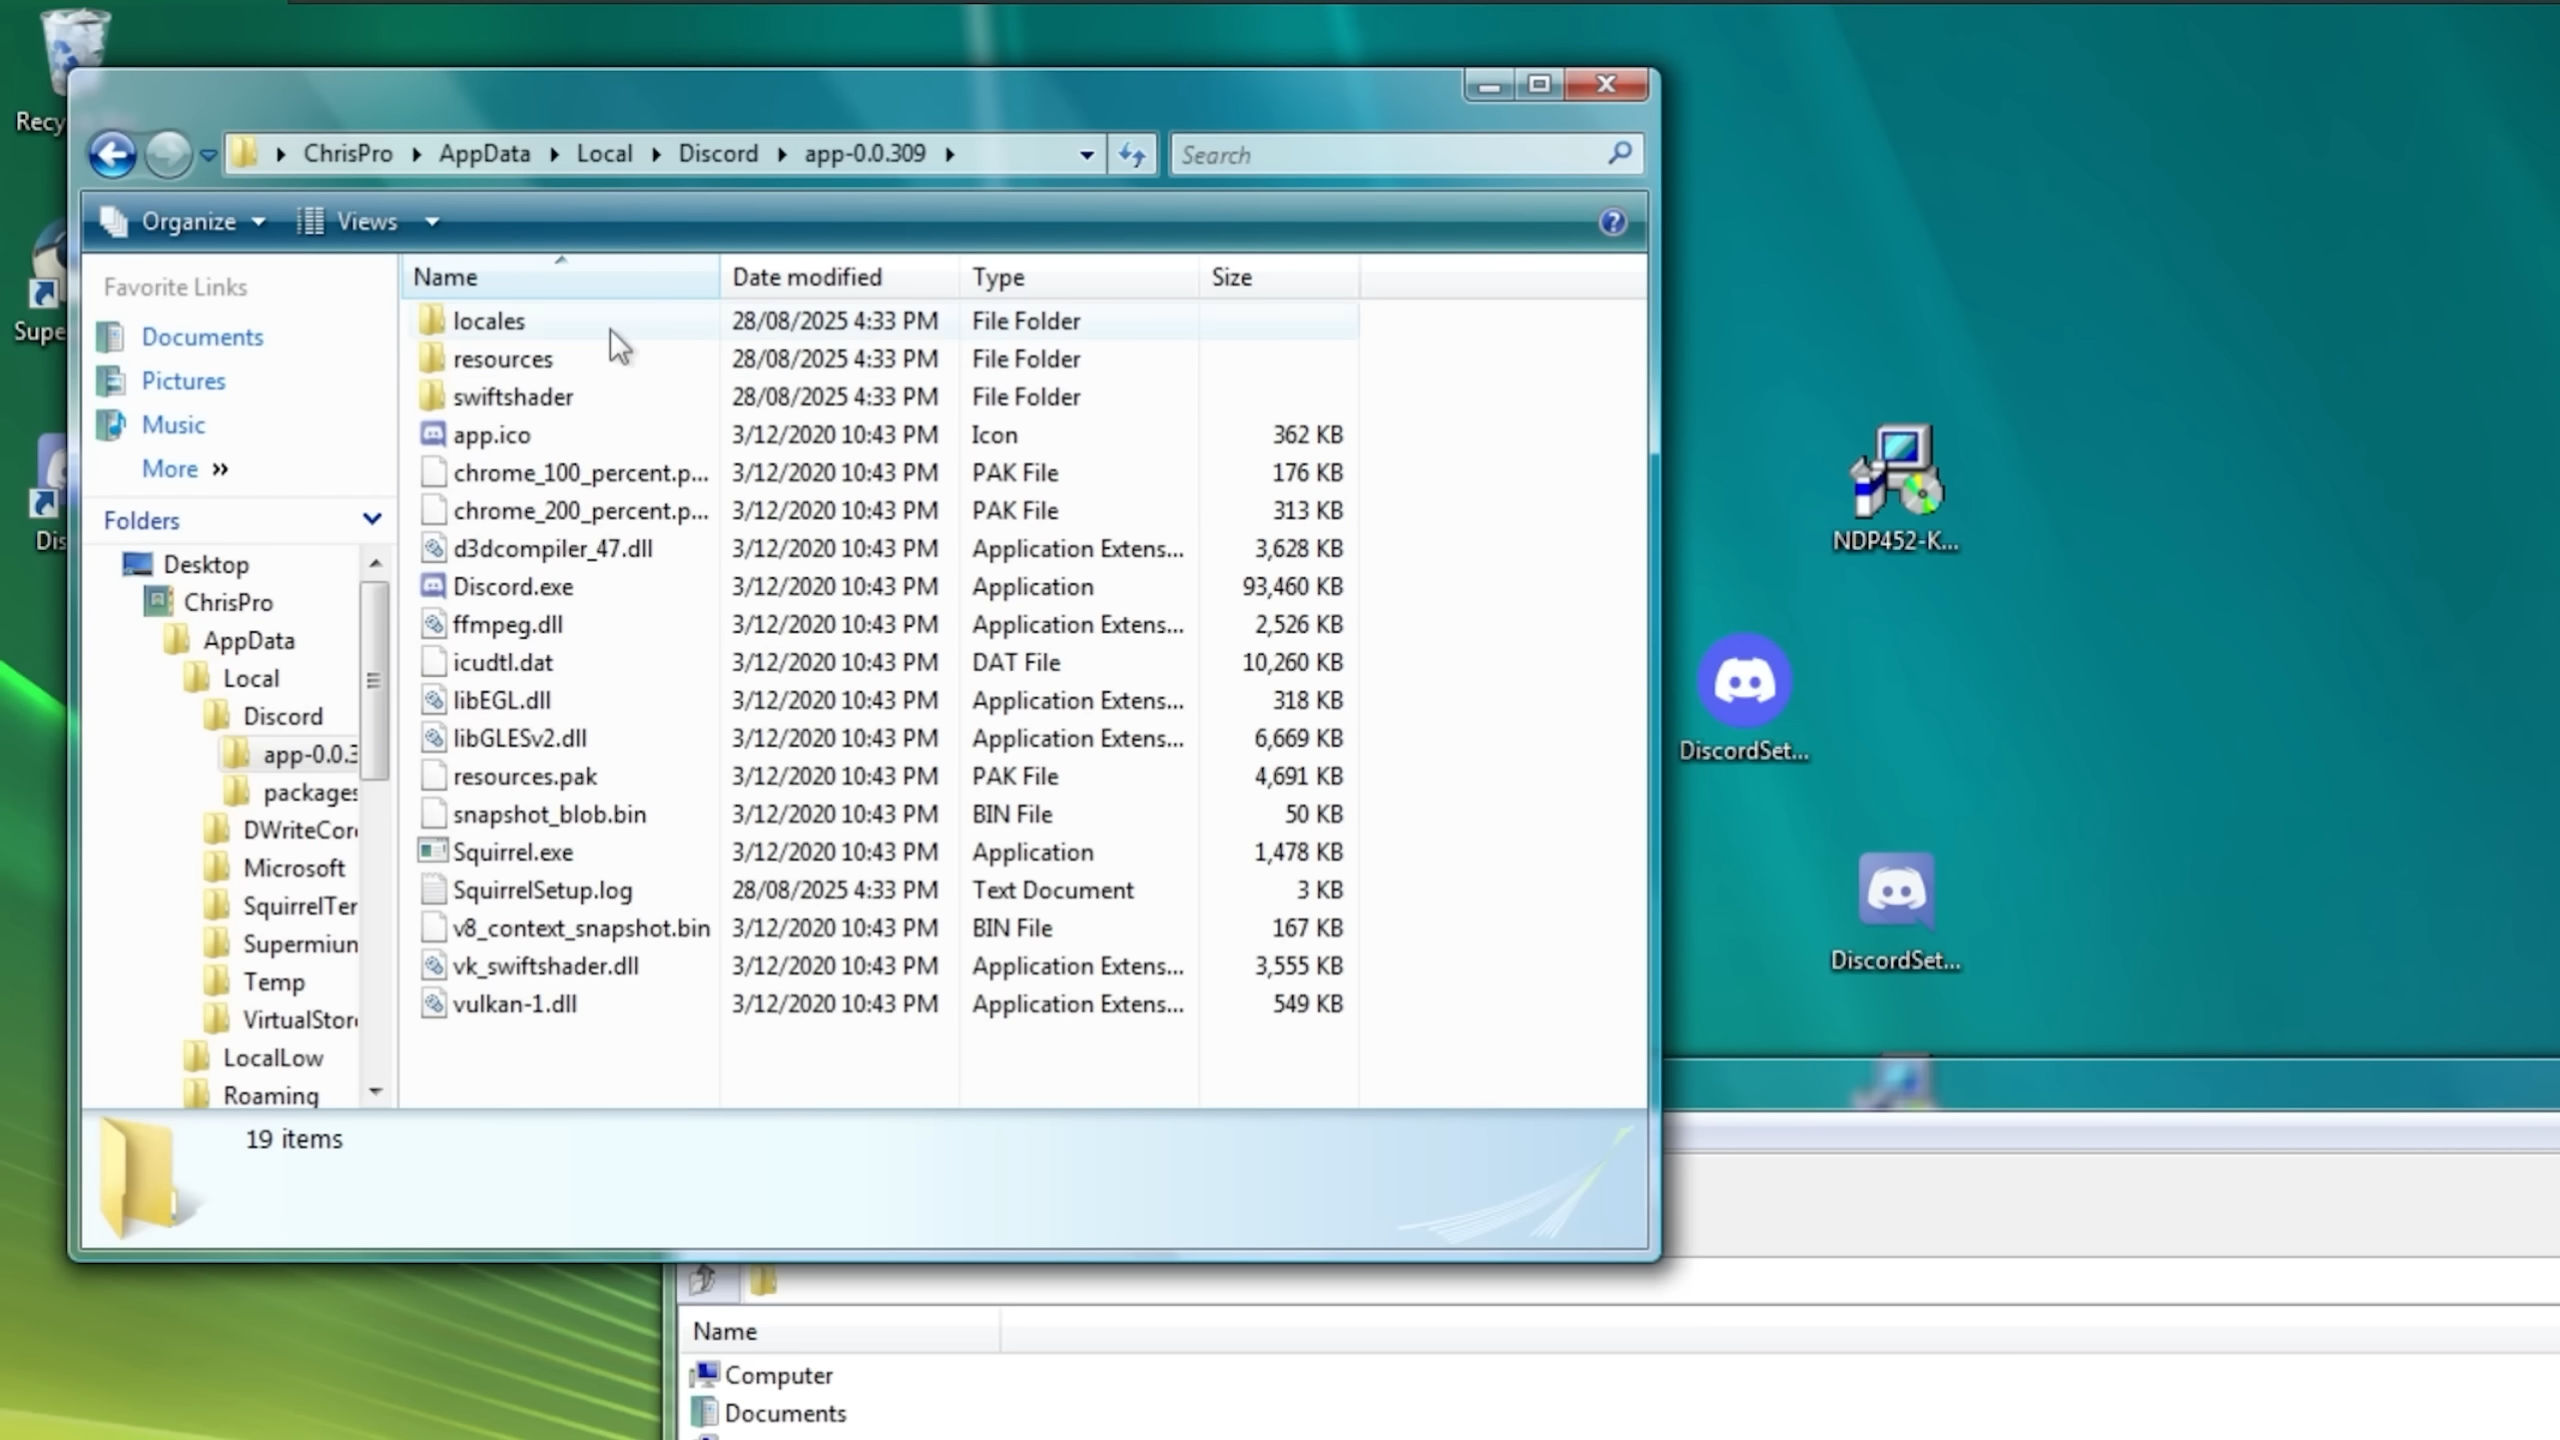 Recy
Supe
Dis
ChrisPro AppData Local Discord app-0.0.309
Search
Organize Views
Favorite Links
Documents
Pictures
Music
More »
Folders
Desktop
ChrisPro
AppData
Local
Discord
app-0.0.3
packages
DWriteCor
Microsoft
SquirrelTer
Supermiun
Temp
VirtualStor
LocalLow
Roaming
Name Date modified Type Size
locales 28/08/2025 4:33 PM File Folder
resources 28/08/2025 4:33 PM File Folder
swiftshader 28/08/2025 4:33 PM File Folder
app.ico 3/12/2020 10:43 PM Icon 362 KB
chrome_100_percent.p... 3/12/2020 10:43 PM PAK File 176 KB
chrome_200_percent.p... 3/12/2020 10:43 PM PAK File 313 KB
d3dcompiler_47.dll 3/12/2020 10:43 PM Application Extens... 3,628 KB
Discord.exe 3/12/2020 10:43 PM Application 93,460 KB
ffmpeg.dll 3/12/2020 10:43 PM Application Extens... 2,526 KB
icudtl.dat 3/12/2020 10:43 PM DAT File 10,260 KB
libEGL.dll 3/12/2020 10:43 PM Application Extens... 318 KB
libGLESv2.dll 3/12/2020 10:43 PM Application Extens... 6,669 KB
resources.pak 3/12/2020 10:43 PM PAK File 4,691 KB
snapshot_blob.bin 3/12/2020 10:43 PM BIN File 50 KB
Squirrel.exe 3/12/2020 10:43 PM Application 1,478 KB
SquirrelSetup.log 28/08/2025 4:33 PM Text Document 3 KB
v8_context_snapshot.bin 3/12/2020 10:43 PM BIN File 167 KB
vk_swiftshader.dll 3/12/2020 10:43 PM Application Extens... 3,555 KB
vulkan-1.dll 3/12/2020 10:43 PM Application Extens... 549 KB
19 items
NDP452-K...
DiscordSet...
DiscordSet...
Name
Computer
Documents